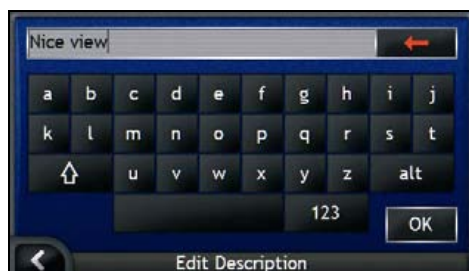 Nice view
a b c d e f g h i j
k l m n o p q r s t
u v w x y z alt
123
OK
Edit Description